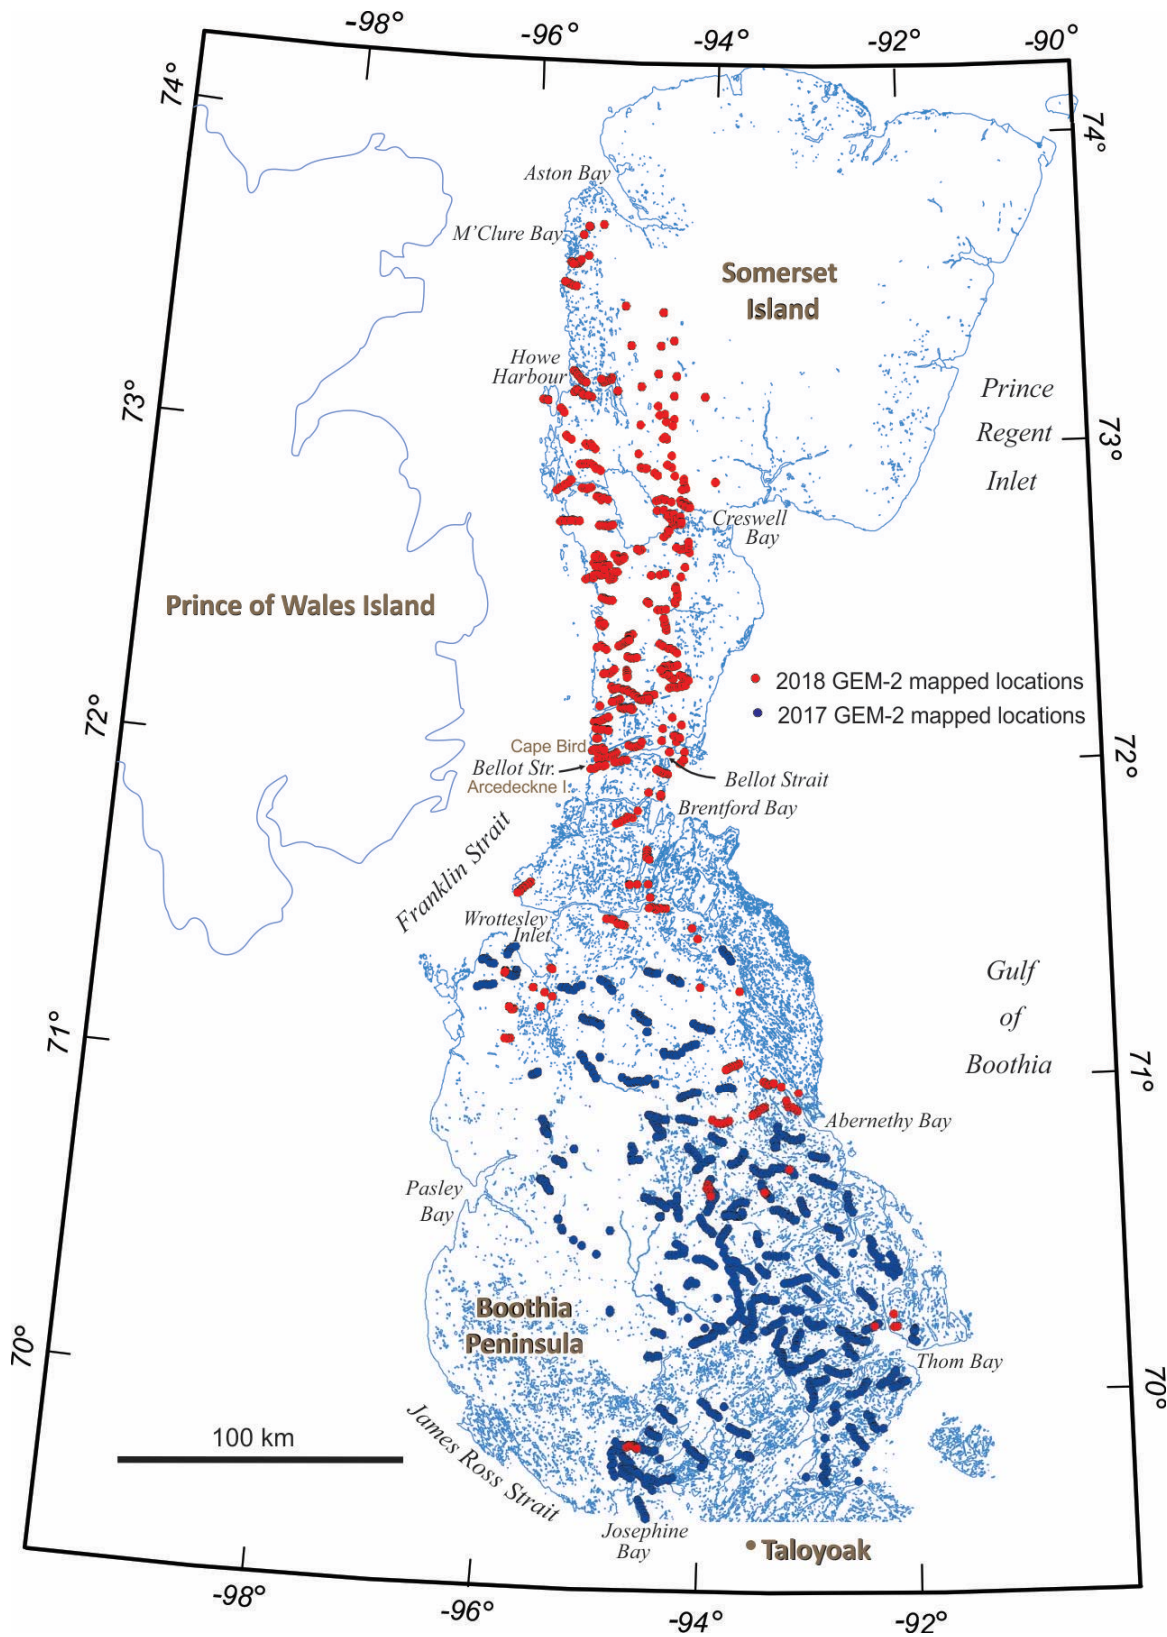 -98°
-96°
-94°
-92°
-90°
74°
74°
Aston Bay
M'Clure Bay
Somerset
Island
Howe
Harbour
Prince
Regent
Inlet
73°
73°
Creswell
Bay
Prince of Wales Island
2018 GEM-2 mapped locations
2017 GEM-2 mapped locations
72°
72°
Cape Bird
Bellot Str.
Arcedeckne I.
Bellot Strait
Brentford Bay
Franklin Strait
Wrottesley
Inlet
Gulf
of
Boothia
71°
71°
Abernethy Bay
Pasley
Bay
Boothia
Peninsula
70°
70°
Thom Bay
James Ross Strait
100 km
Josephine
Bay
Taloyoak
-98°
-96°
-94°
-92°